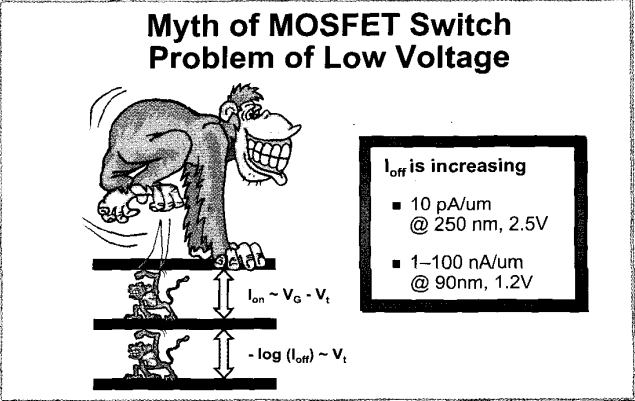 Myth of MOSFET Switch
Problem of Low Voltage
I_off is increasing
■ 10 pA/um
@ 250 nm, 2.5V
■ 1–100 nA/um
@ 90nm, 1.2V
I_on ~ V_G - V_t
- log (I_off) ~ V_t